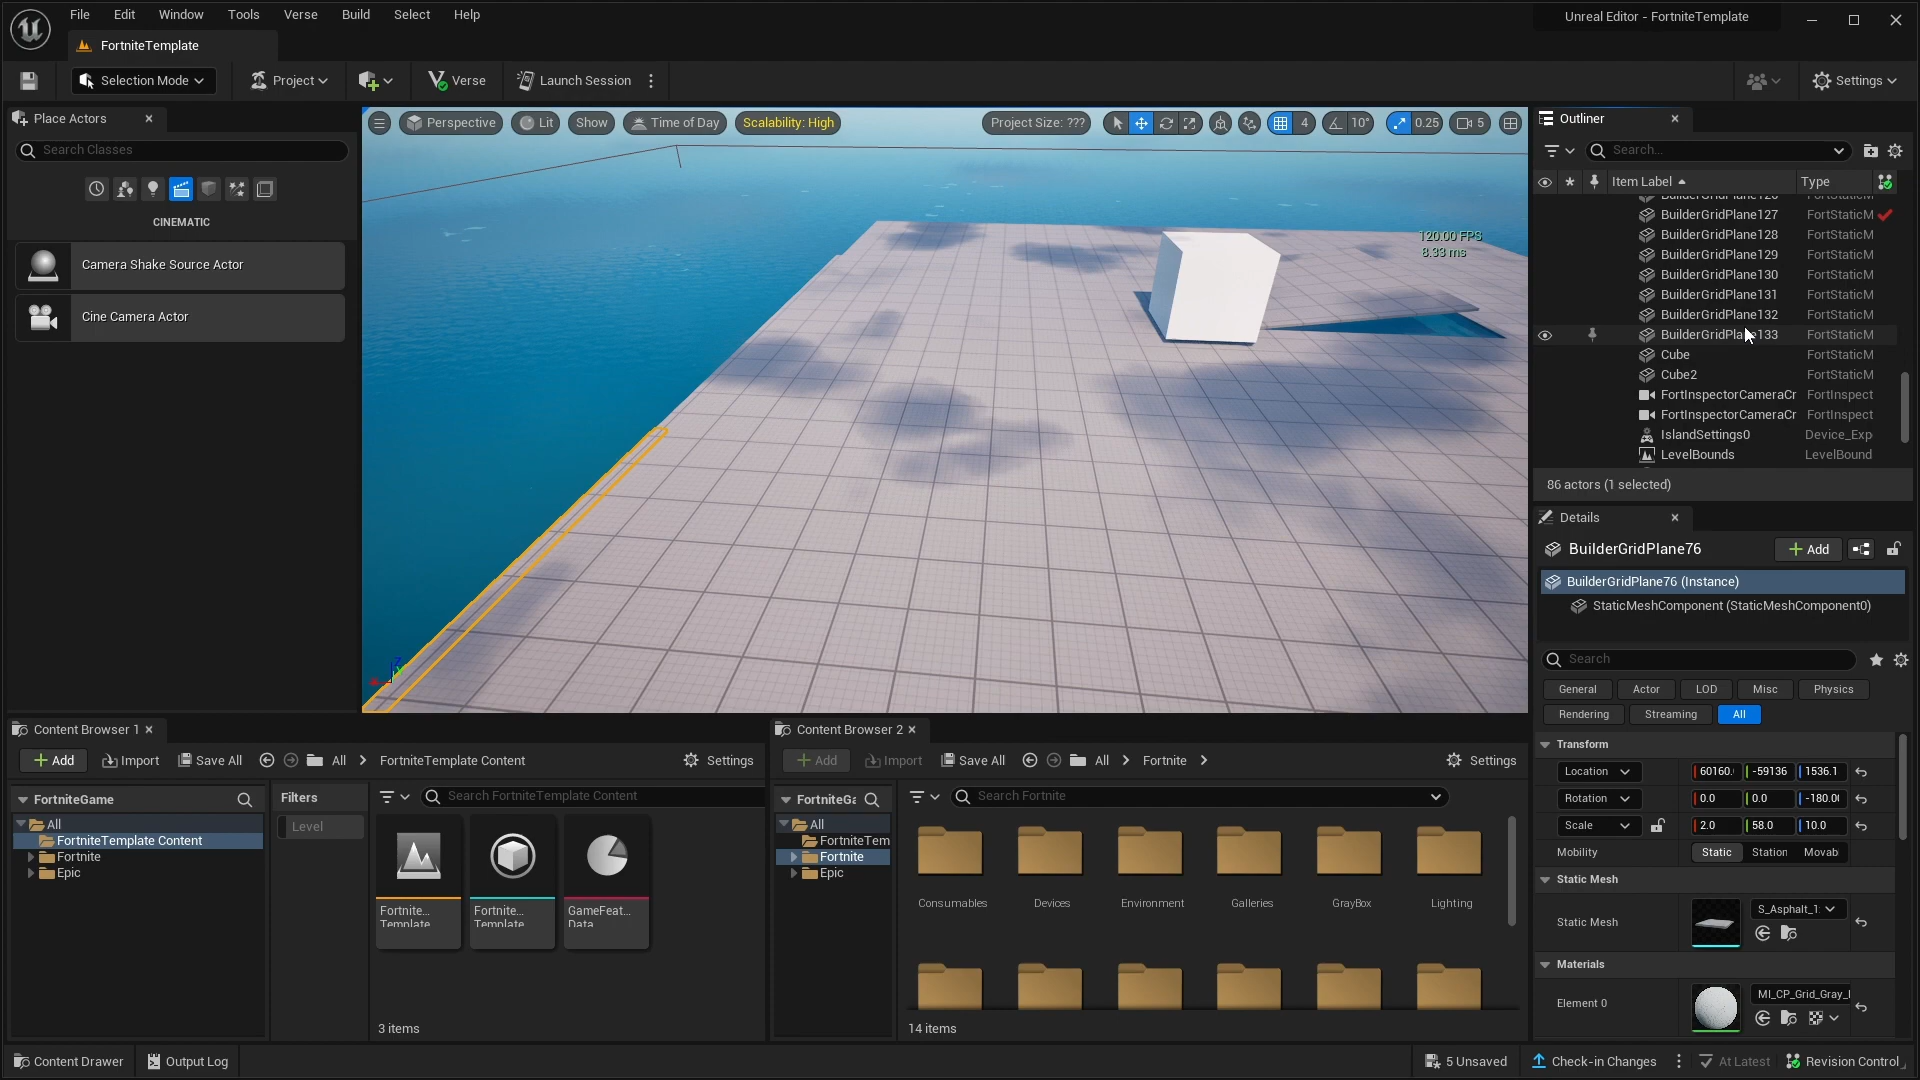 File Edit Window Tools Verse Build Select Help
Unreal Editor - FortniteTemplate
FortniteTemplate
Selection Mode
Project
Verse
Launch Session
Settings
Place Actors
Search Classes
CINEMATIC
Camera Shake Source Actor
Cine Camera Actor
Perspective
Lit
Show
Time of Day
Scalability: High
Project Size: ???
4
10°
0.25
5
120.00 FPS
8.33 ms
Outliner
Search...
Item Label
Type
BuilderGridPlane127 FortStaticM
BuilderGridPlane128 FortStaticM
BuilderGridPlane129 FortStaticM
BuilderGridPlane130 FortStaticM
BuilderGridPlane131 FortStaticM
BuilderGridPlane132 FortStaticM
BuilderGridPlane133 FortStaticM
Cube FortStaticM
Cube2 FortStaticM
FortInspectorCameraCr FortInspect
FortInspectorCameraCr FortInspect
IslandSettings0 Device_Exp
LevelBounds LevelBound
86 actors (1 selected)
Details
BuilderGridPlane76
Add
BuilderGridPlane76 (Instance)
StaticMeshComponent (StaticMeshComponent0)
Search
General Actor LOD Misc Physics
Rendering Streaming All
Transform
Location 60160. -59136 1536.1
Rotation 0.0 0.0 -180.0
Scale 2.0 58.0 10.0
Mobility Static Station Movab
Static Mesh
Static Mesh
S_Asphalt_1
Materials
Element 0
MI_CP_Grid_Gray_
Content Browser 1
Add Import Save All All FortniteTemplate Content Settings
FortniteGame
All
FortniteTemplate Content
Fortnite
Epic
Filters
Level
Search FortniteTemplate Content
Fortnite...
Template
Fortnite...
Template
GameFeat...
Data
3 items
Content Browser 2
Add Import Save All All Fortnite Settings
FortniteGa
All
FortniteTem
Fortnite
Epic
Search Fortnite
Consumables Devices Environment Galleries GrayBox Lighting
14 items
Content Drawer
Output Log
5 Unsaved
Check-in Changes
At Latest
Revision Control